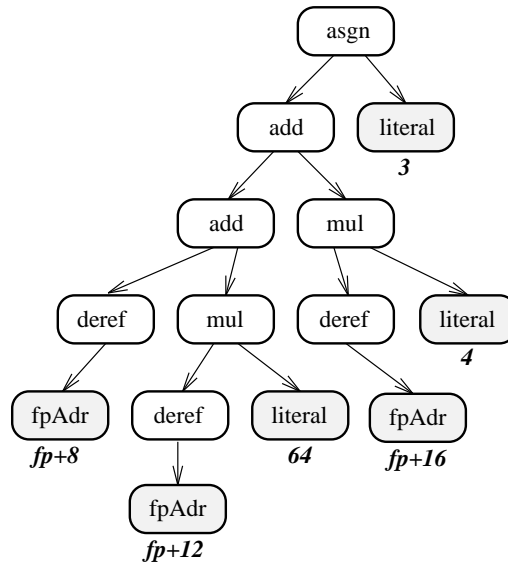 asgn
add literal
3
add mul
deref mul deref literal
4
fpAdr deref literal fpAdr
fp+8 64 fp+16
fpAdr
fp+12